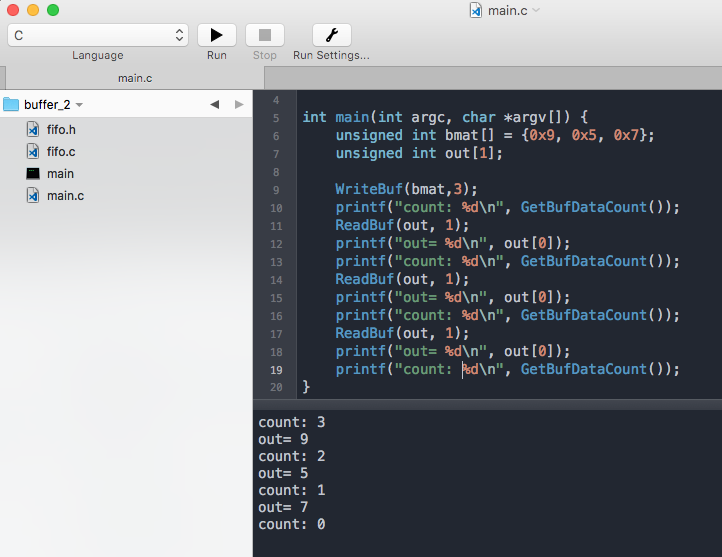 main.c
C
Language
Run
Stop
Run Settings...
main.c
buffer_2
fifo.h
fifo.c
main
main.c
4
5 int main(int argc, char *argv[]) {
6 unsigned int bmat[] = {0x9, 0x5, 0x7};
7 unsigned int out[1];
8
9 WriteBuf(bmat,3);
10 printf("count: %d\n", GetBufDataCount());
11 ReadBuf(out, 1);
12 printf("out= %d\n", out[0]);
13 printf("count: %d\n", GetBufDataCount());
14 ReadBuf(out, 1);
15 printf("out= %d\n", out[0]);
16 printf("count: %d\n", GetBufDataCount());
17 ReadBuf(out, 1);
18 printf("out= %d\n", out[0]);
19 printf("count: %d\n", GetBufDataCount());
20 }
count: 3
out= 9
count: 2
out= 5
count: 1
out= 7
count: 0